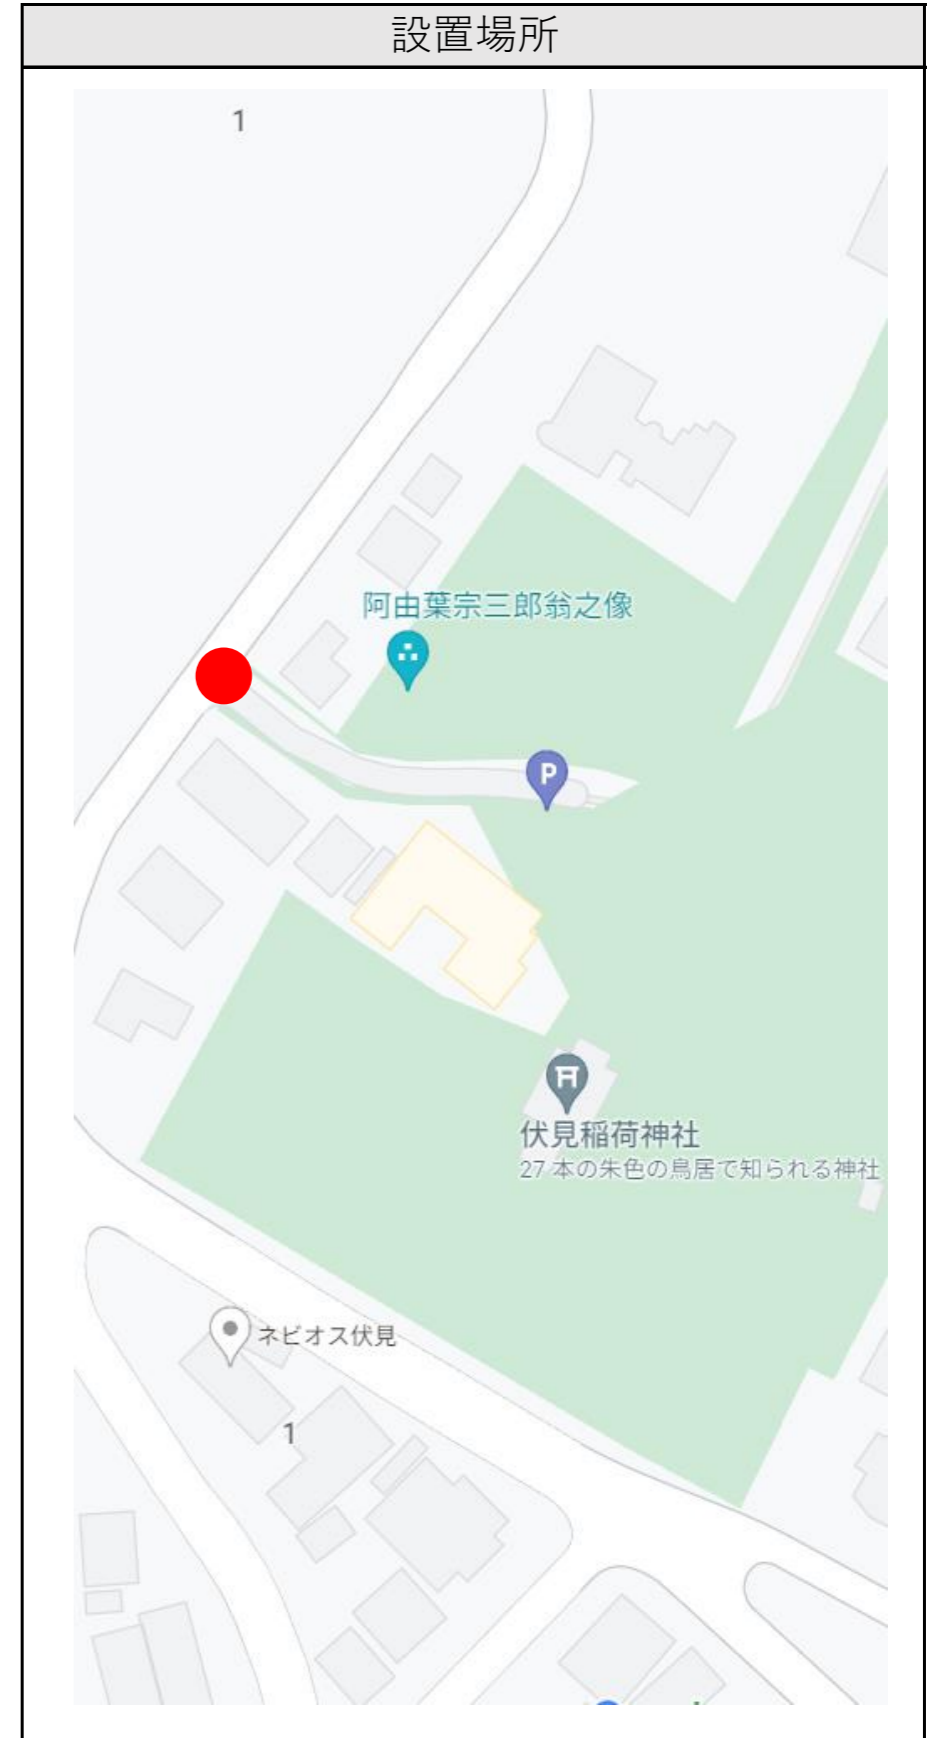 設置場所
1
阿由葉宗三郎翁之像
P
伏見稲荷神社
27 本の朱色の鳥居で知られる神社
ネビオス伏見
1